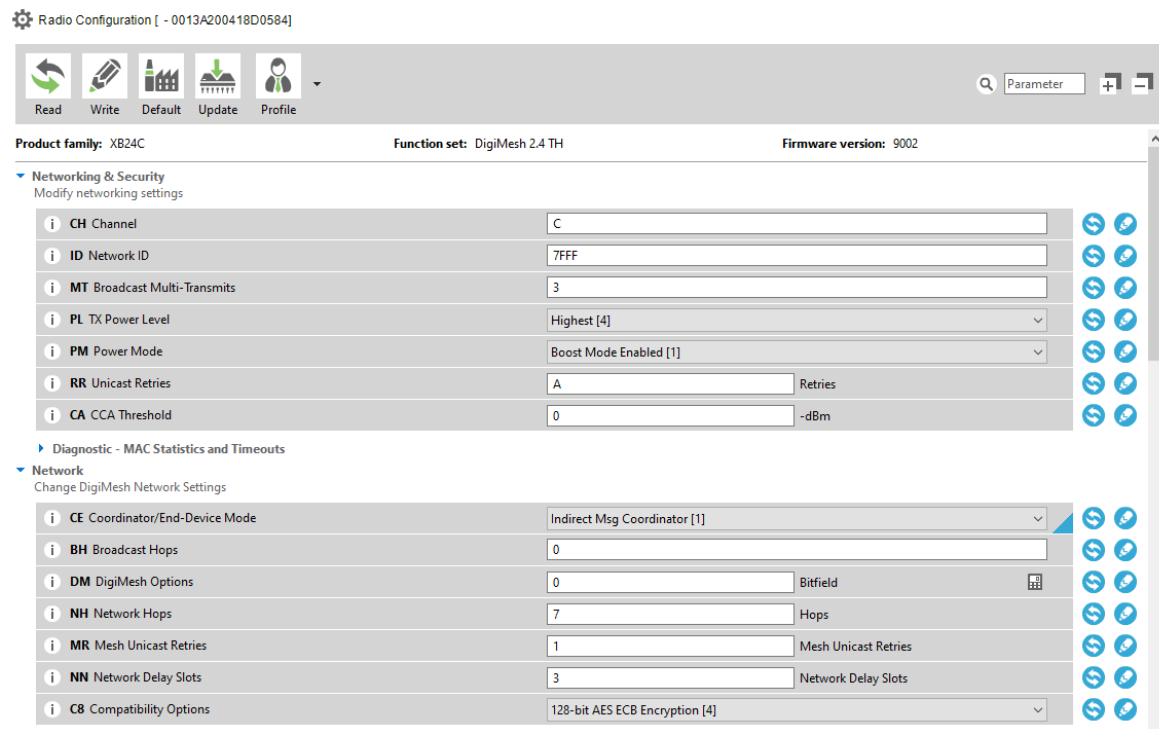 Radio Configuration [ - 0013A200418D0584]
Read Write Default Update Profile Parameter
Product family: XB24C Function set: DigiMesh 2.4 TH Firmware version: 9002
Networking & Security
Modify networking settings
i CH Channel C
i ID Network ID 7FFF
i MT Broadcast Multi-Transmits 3
i PL TX Power Level Highest [4]
i PM Power Mode Boost Mode Enabled [1]
i RR Unicast Retries A Retries
i CA CCA Threshold 0 -dBm
Diagnostic - MAC Statistics and Timeouts
Network
Change DigiMesh Network Settings
i CE Coordinator/End-Device Mode Indirect Msg Coordinator [1]
i BH Broadcast Hops 0
i DM DigiMesh Options 0 Bitfield
i NH Network Hops 7 Hops
i MR Mesh Unicast Retries 1 Mesh Unicast Retries
i NN Network Delay Slots 3 Network Delay Slots
i C8 Compatibility Options 128-bit AES ECB Encryption [4]